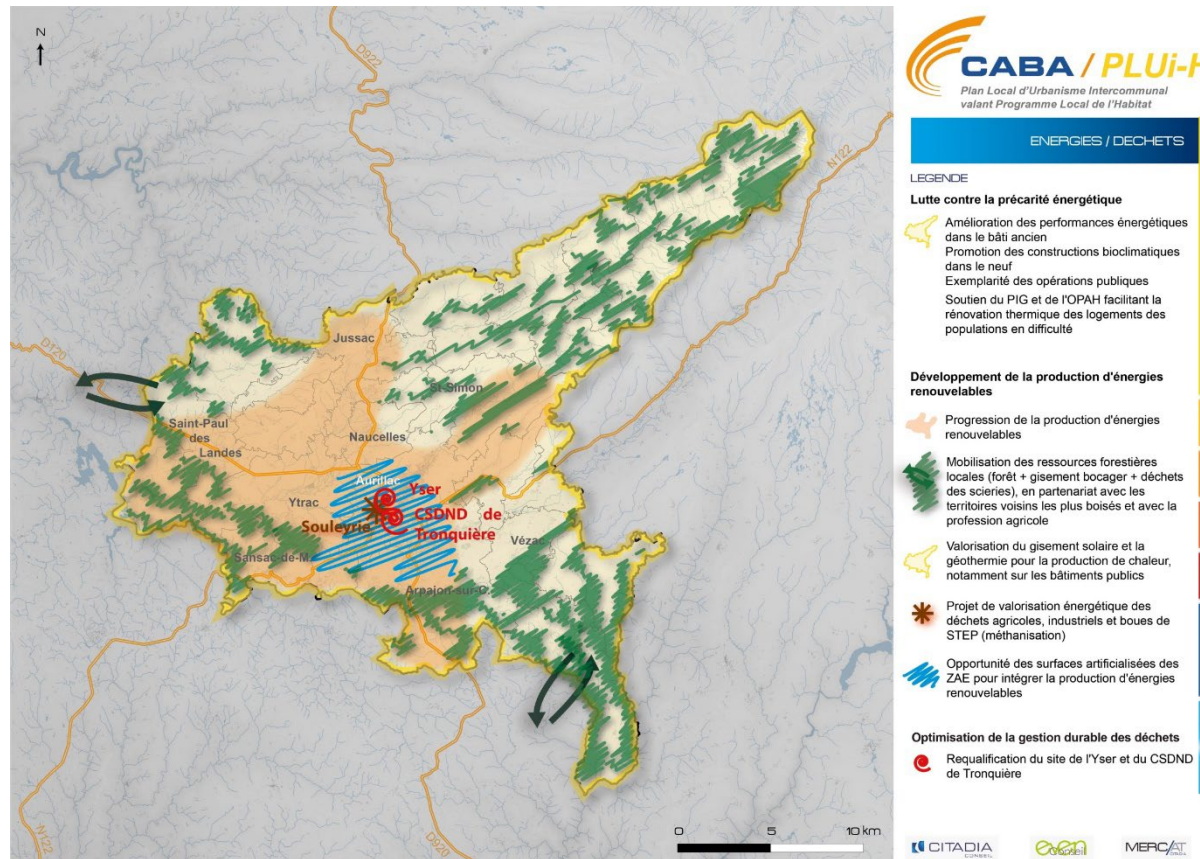 N
D922
N122
D120
Jussac
St-Simon
Saint-Paul
des
Landes
Naucelles
Aurillac
Yser
Ytrac
CSDND de
Souleyrie
Tronquière
Vézac
Sansac-de-M.
Arpajon-sur-C.
N122
D920
0 5 10 km
CABA / PLUi-H
Plan Local d'Urbanisme Intercommunal
valant Programme Local de l'Habitat
ENERGIES / DECHETS
LEGENDE
Lutte contre la précarité énergétique
Amélioration des performances énergétiques
dans le bâti ancien
Promotion des constructions bioclimatiques
dans le neuf
Exemplarité des opérations publiques
Soutien du PIG et de l'OPAH facilitant la
rénovation thermique des logements des
populations en difficulté
Développement de la production d'énergies
renouvelables
Progression de la production d'énergies
renouvelables
Mobilisation des ressources forestières
locales (forêt + gisement bocager + déchets
des scieries), en partenariat avec les
territoires voisins les plus boisés et avec la
profession agricole
Valorisation du gisement solaire et la
géothermie pour la production de chaleur,
notamment sur les bâtiments publics
Projet de valorisation énergétique des
déchets agricoles, industriels et boues de
STEP (méthanisation)
Opportunité des surfaces artificialisées des
ZAE pour intégrer la production d'énergies
renouvelables
Optimisation de la gestion durable des déchets
Requalification du site de l'Yser et du CSDND
de Tronquière
CITADIA
CONSEIL
even
Conseil
MERCAT